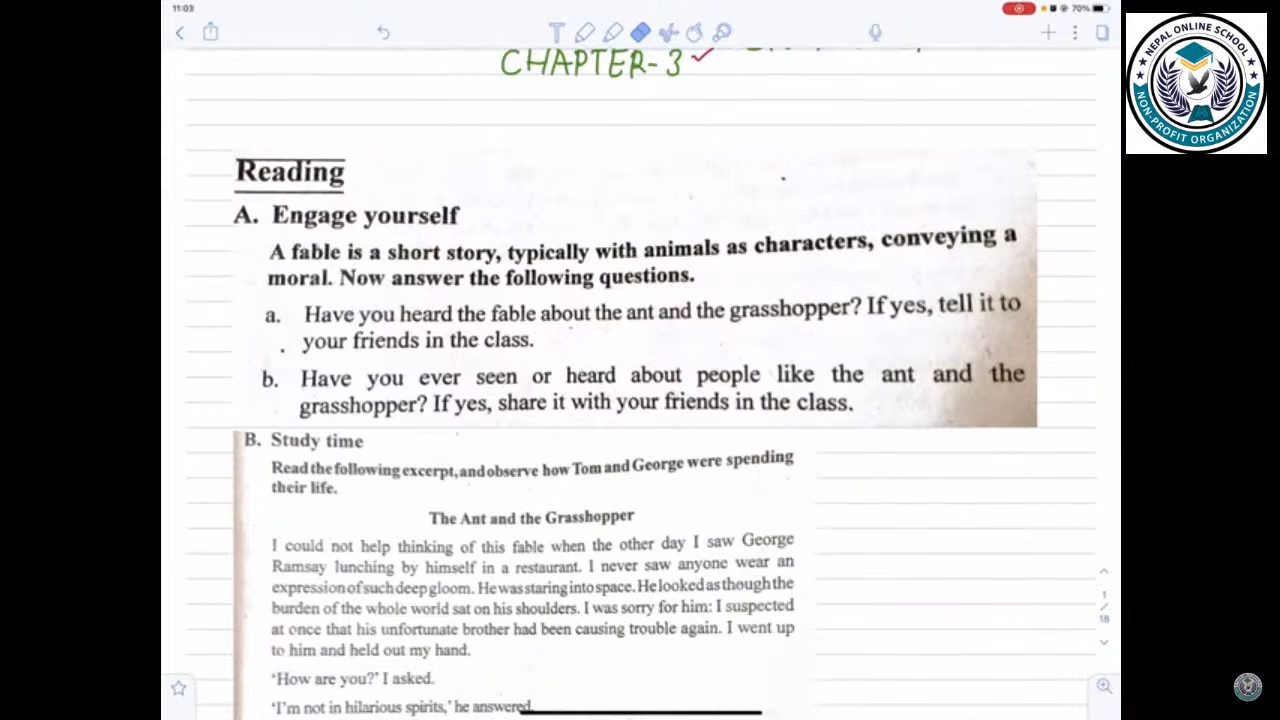 11:03
70%
NEPAL ONLINE SCHOOL
NON-PROFIT ORGANIZATION
CHAPTER-3
Reading
A. Engage yourself
A fable is a short story, typically with animals as characters, conveying a
moral. Now answer the following questions.
a. Have you heard the fable about the ant and the grasshopper? If yes, tell it to
your friends in the class.
b. Have you ever seen or heard about people like the ant and the
grasshopper? If yes, share it with your friends in the class.
B. Study time
Read the following excerpt, and observe how Tom and George were spending
their life.
The Ant and the Grasshopper
I could not help thinking of this fable when the other day I saw George
Ramsay lunching by himself in a restaurant. I never saw anyone wear an
expression of such deep gloom. He was staring into space. He looked as though the
burden of the whole world sat on his shoulders. I was sorry for him: I suspected
at once that his unfortunate brother had been causing trouble again. I went up
to him and held out my hand.
'How are you?' I asked.
'I'm not in hilarious spirits,' he answered.
1
/
18